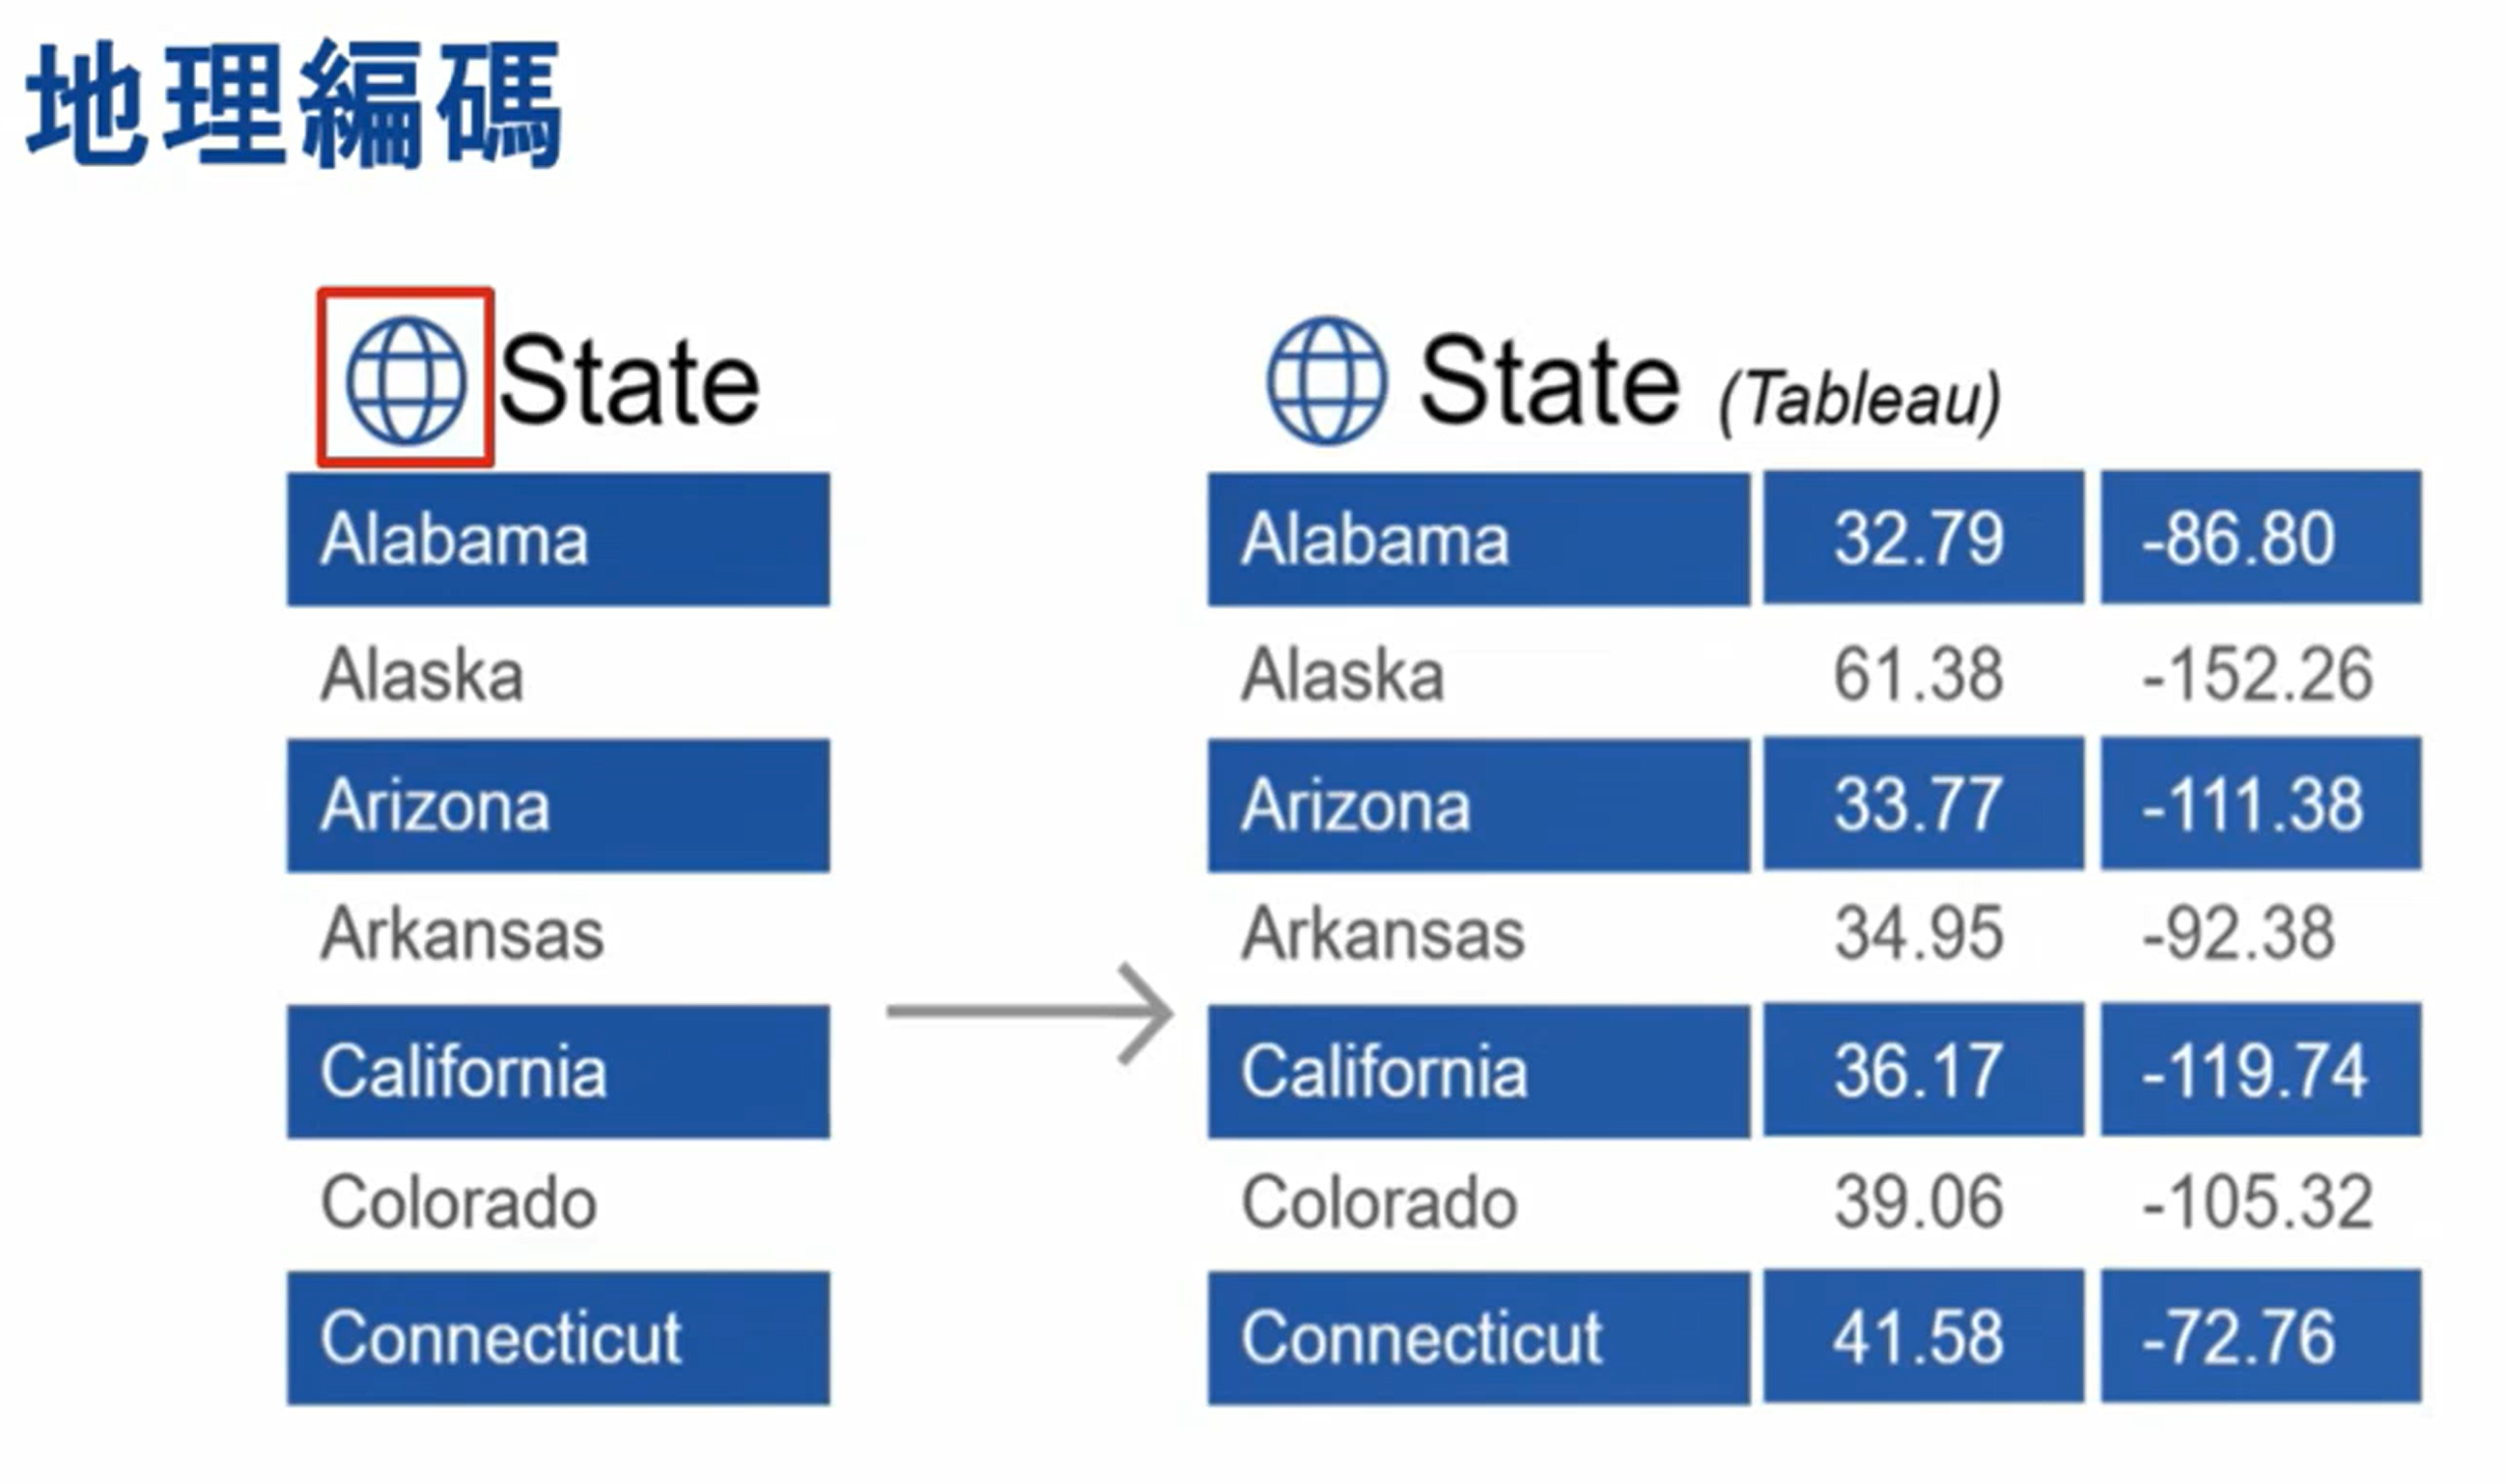 地理編碼
State State (Tableau)
Alabama Alabama 32.79 -86.80
Alaska Alaska 61.38 -152.26
Arizona Arizona 33.77 -111.38
Arkansas Arkansas 34.95 -92.38
California California 36.17 -119.74
Colorado Colorado 39.06 -105.32
Connecticut Connecticut 41.58 -72.76